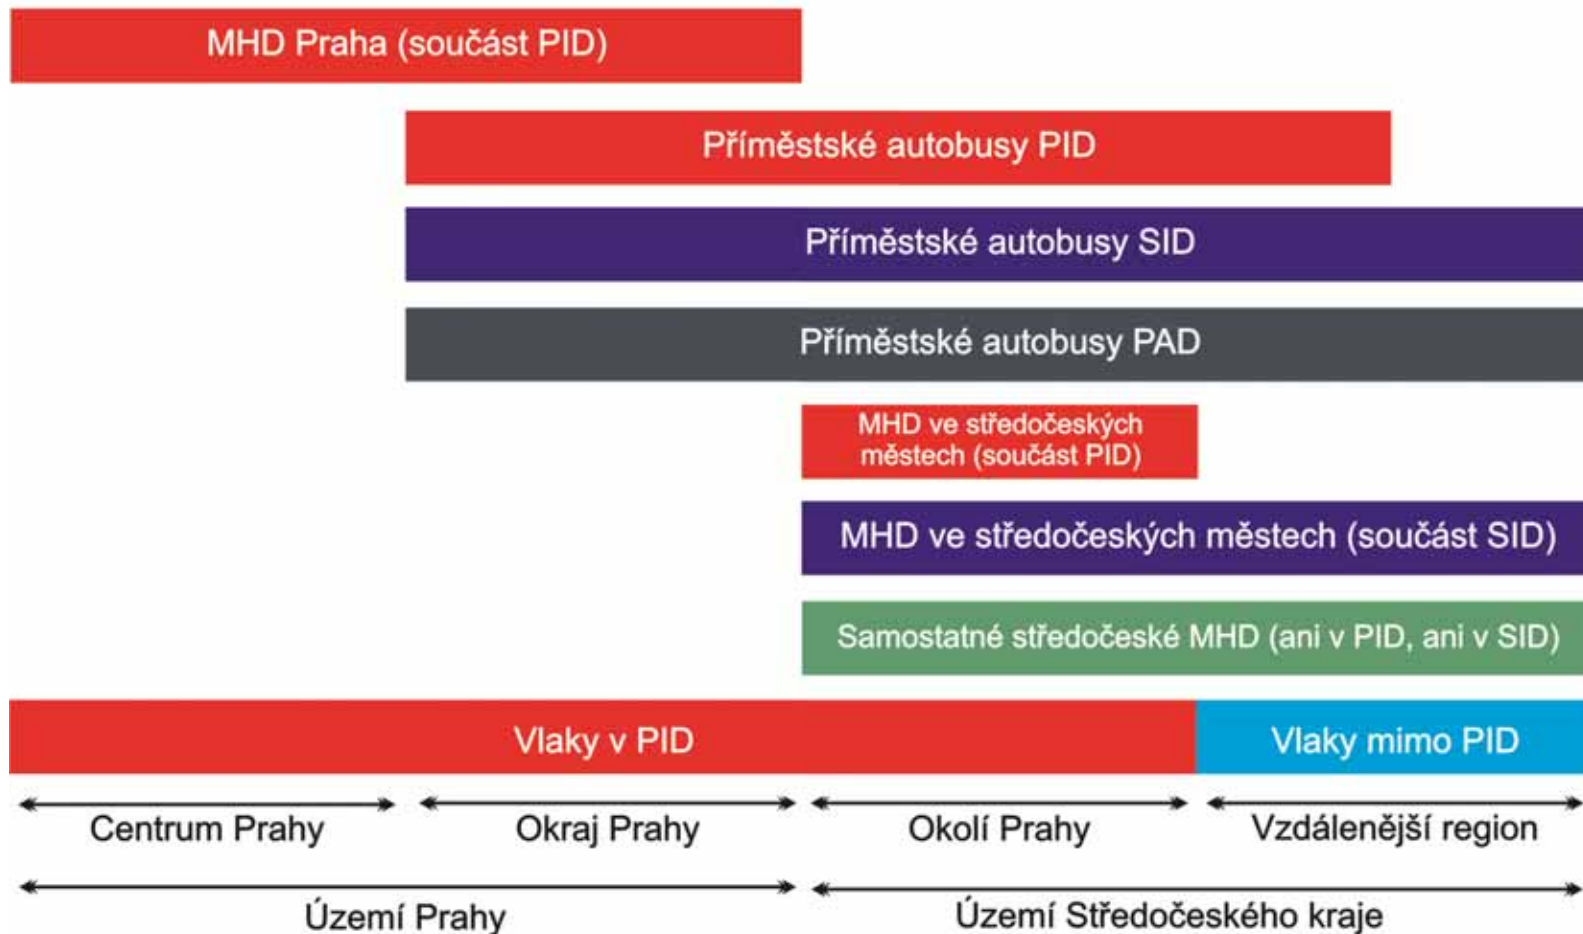 MHD Praha (součást PID)
Příměstské autobusy PID
Příměstské autobusy SID
Příměstské autobusy PAD
MHD ve středočeských
městech (součást PID)
MHD ve středočeských městech (součást SID)
Samostatné středočeské MHD (ani v PID, ani v SID)
Vlaky v PID
Vlaky mimo PID
Centrum Prahy
Okraj Prahy
Okolí Prahy
Vzdálenější region
Území Prahy
Území Středočeského kraje